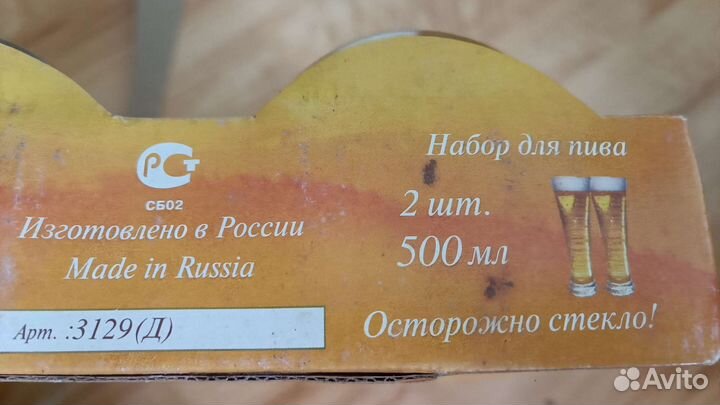 РСТ
СБ02
Изготовлено в России
Made in Russia
Арт. :3129(Д)
Набор для пива
2 шт.
500 мл
Осторожно стекло!
Avito